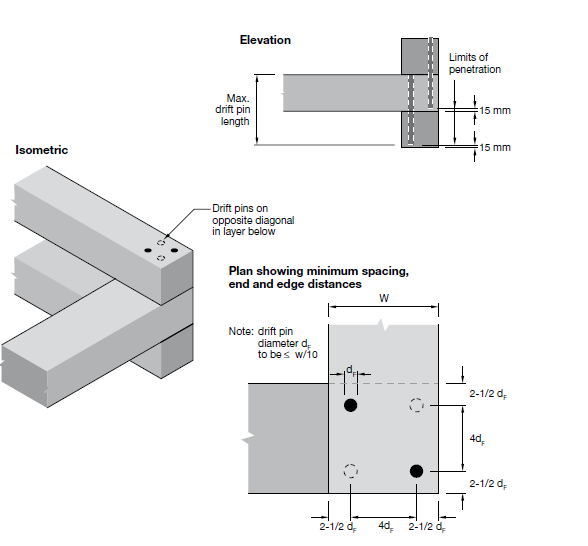 Elevation
Limits of
penetration
Max.
drift pin
length
15 mm
15 mm
Isometric
Drift pins on
opposite diagonal
in layer below
Plan showing minimum spacing,
end and edge distances
W
Note: drift pin
diameter dF
to be ≤ w/10
dF
2-1/2 dF
4dF
2-1/2 dF
2-1/2 dF 4dF 2-1/2 dF